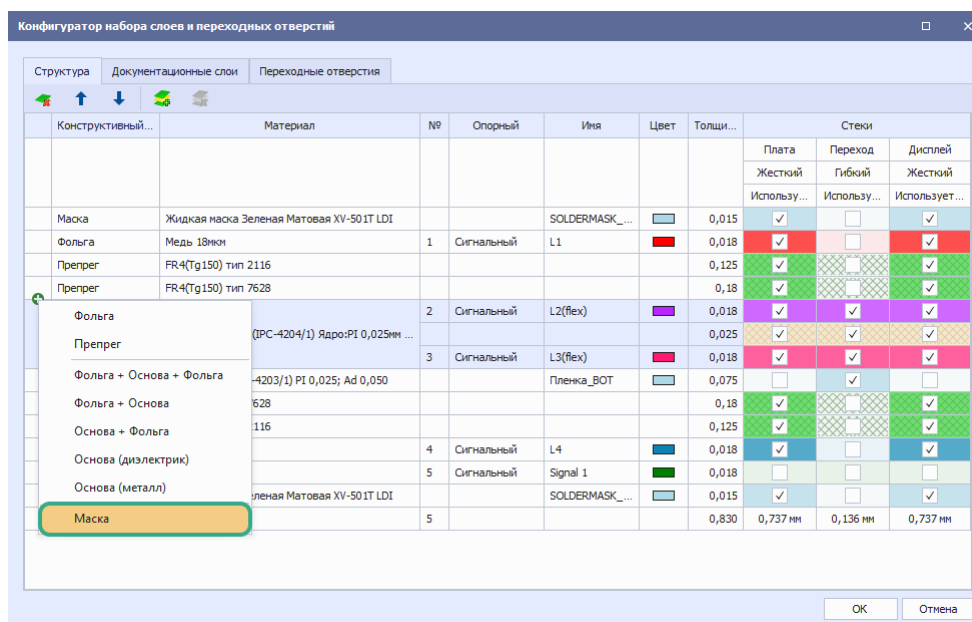 Конфигуратор набора слоев и переходных отверстий
Структура Документационные слои Переходные отверстия
Конструктивный... Материал № Опорный Имя Цвет Толщи... Стеки
Плата Переход Дисплей
Жесткий Гибкий Жесткий
Использу... Использу... Использует...
Маска Жидкая маска Зеленая Матовая XV-501T LDI SOLDERMASK_... 0,015
Фольга Медь 18мкм 1 Сигнальный L1 0,018
Препрег FR4(Tg150) тип 2116 0,125
Препрег FR4(Tg150) тип 7628 0,18
Фольга 2 Сигнальный L2(flex) 0,018
Препрег (IPC-4204/1) Ядро:PI 0,025мм ... 0,025
3 Сигнальный L3(flex) 0,018
Фольга + Основа + Фольга -4203/1) PI 0,025; Ad 0,050 Пленка_BOT 0,075
Фольга + Основа 7628 0,18
Основа + Фольга 2116 0,125
Основа (диэлектрик) 4 Сигнальный L4 0,018
Основа (металл) 5 Сигнальный Signal 1 0,018
еленая Матовая XV-501T LDI SOLDERMASK_... 0,015
Маска 5 0,830 0,737 мм 0,136 мм 0,737 мм
OK Отмена